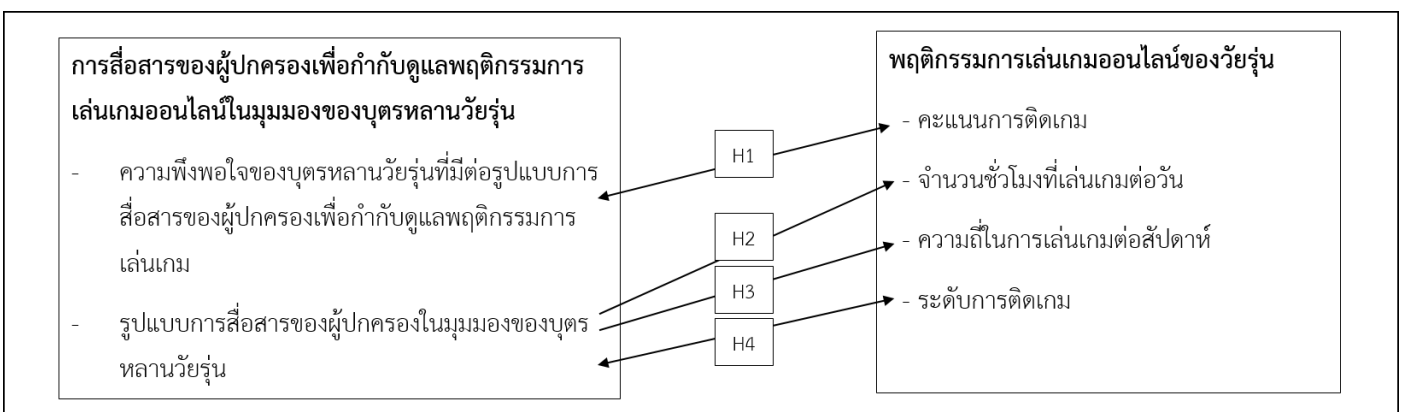 การสื่อสารของผู้ปกครองเพื่อกำกับดูแลพฤติกรรมการ
เล่นเกมออนไลน์ในมุมมองของบุตรหลานวัยรุ่น
- ความพึงพอใจของบุตรหลานวัยรุ่นที่มีต่อรูปแบบการ
สื่อสารของผู้ปกครองเพื่อกำกับดูแลพฤติกรรมการ
เล่นเกม
- รูปแบบการสื่อสารของผู้ปกครองในมุมมองของบุตร
หลานวัยรุ่น
H1
H2
H3
H4
พฤติกรรมการเล่นเกมออนไลน์ของวัยรุ่น
- คะแนนการติดเกม
- จำนวนชั่วโมงที่เล่นเกมต่อวัน
- ความถี่ในการเล่นเกมต่อสัปดาห์
- ระดับการติดเกม